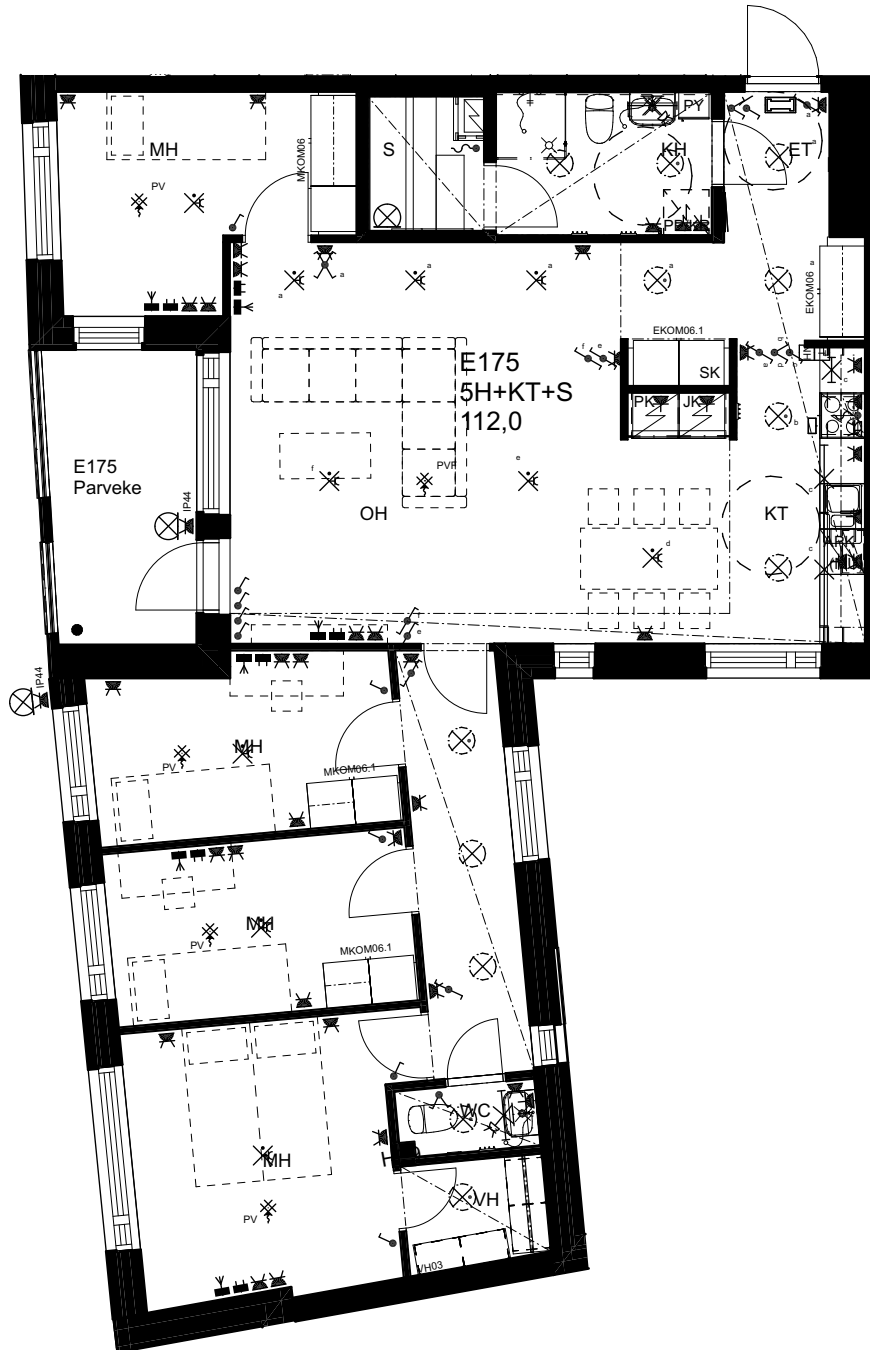 MH
PV
MKOM06
S
KH
PY
ET
a
a
a
a
a
a
a
a
EKOM06
EKOM06.1
SK
PK
JK
f
e
E175
5H+KT+S
112,0
E175
Parveke
IP44
OH
PVP
f
e
d
KT
b
c
c
c
IP44
MH
PV
MKOM06.1
MH
PV
MKOM06.1
MH
PV
WC
VH
VH03